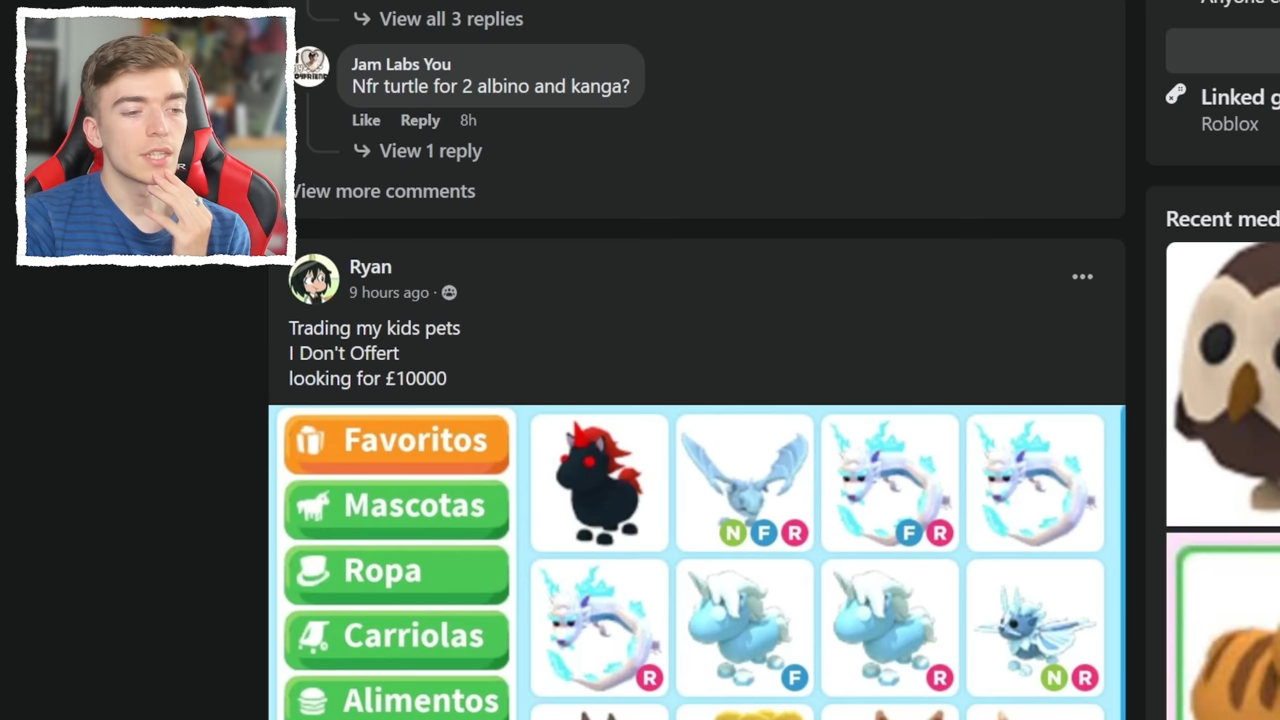 View all 3 replies
Jam Labs You
Nfr turtle for 2 albino and kanga?
Like Reply 8h
View 1 reply
View more comments
Ryan
9 hours ago ·
Trading my kids pets
I Don't Offert
looking for £10000
Favoritos
Mascotas
Ropa
Carriolas
Alimentos
N F R
F R
R
F
R
N R
Linked g
Roblox
Recent med